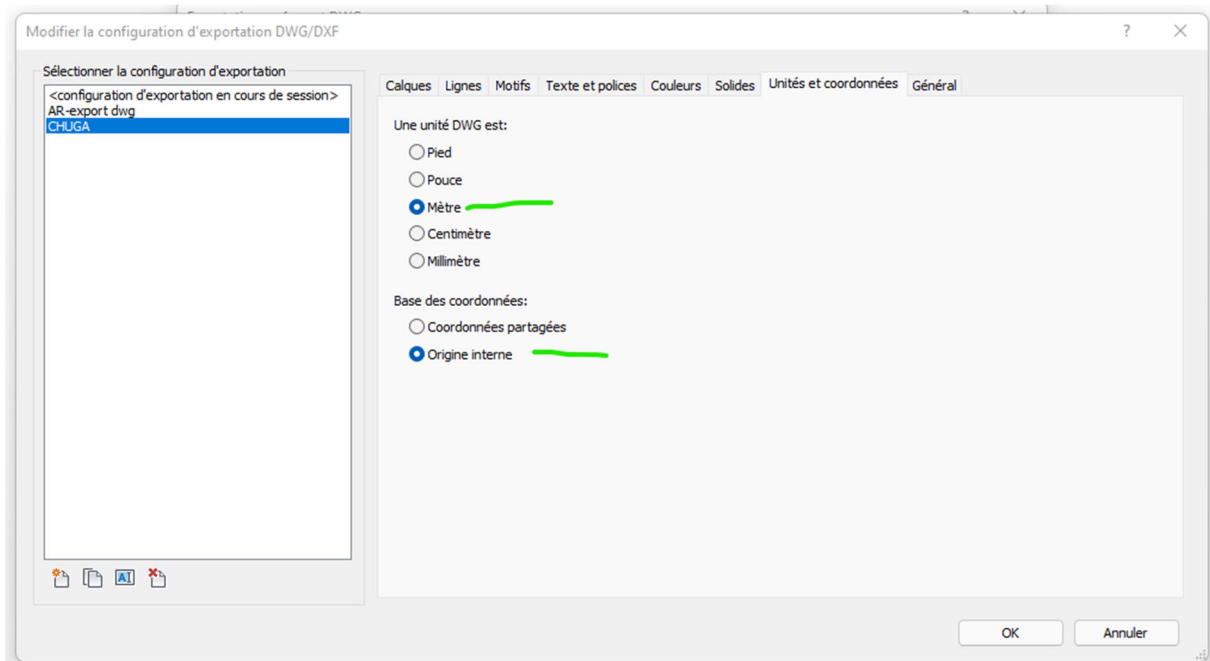 Modifier la configuration d'exportation DWG/DXF
Sélectionner la configuration d'exportation
<configuration d'exportation en cours de session>
AR-export dwg
CHUGA
Calques Lignes Motifs Texte et polices Couleurs Solides Unités et coordonnées Général
Une unité DWG est:
Pied
Pouce
Mètre
Centimètre
Millimètre
Base des coordonnées:
Coordonnées partagées
Origine interne
OK Annuler